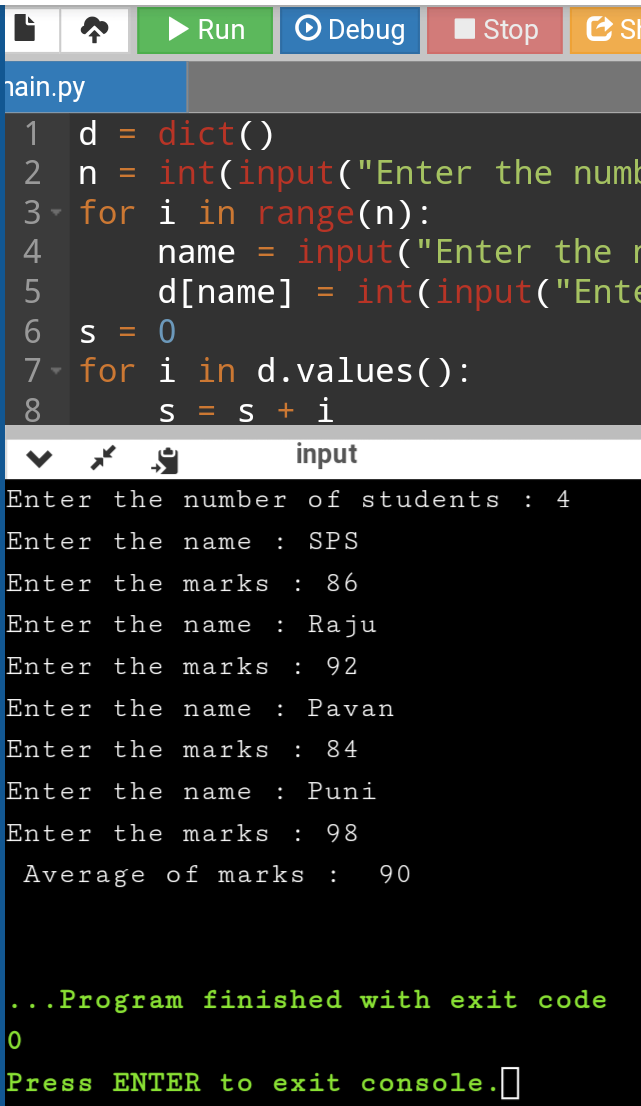 Run Debug Stop
ain.py
1 d = dict()
2 n = int(input("Enter the
3 for i in range(n):
4 name = input("Enter the
5 d[name] = int(input("
6 s = 0
7 for i in d.values():
8 s = s + i
input
Enter the number of students : 4
Enter the name : SPS
Enter the marks : 86
Enter the name : Raju
Enter the marks : 92
Enter the name : Pavan
Enter the marks : 84
Enter the name : Puni
Enter the marks : 98
Average of marks :  90
...Program finished with exit code
0
Press ENTER to exit console.